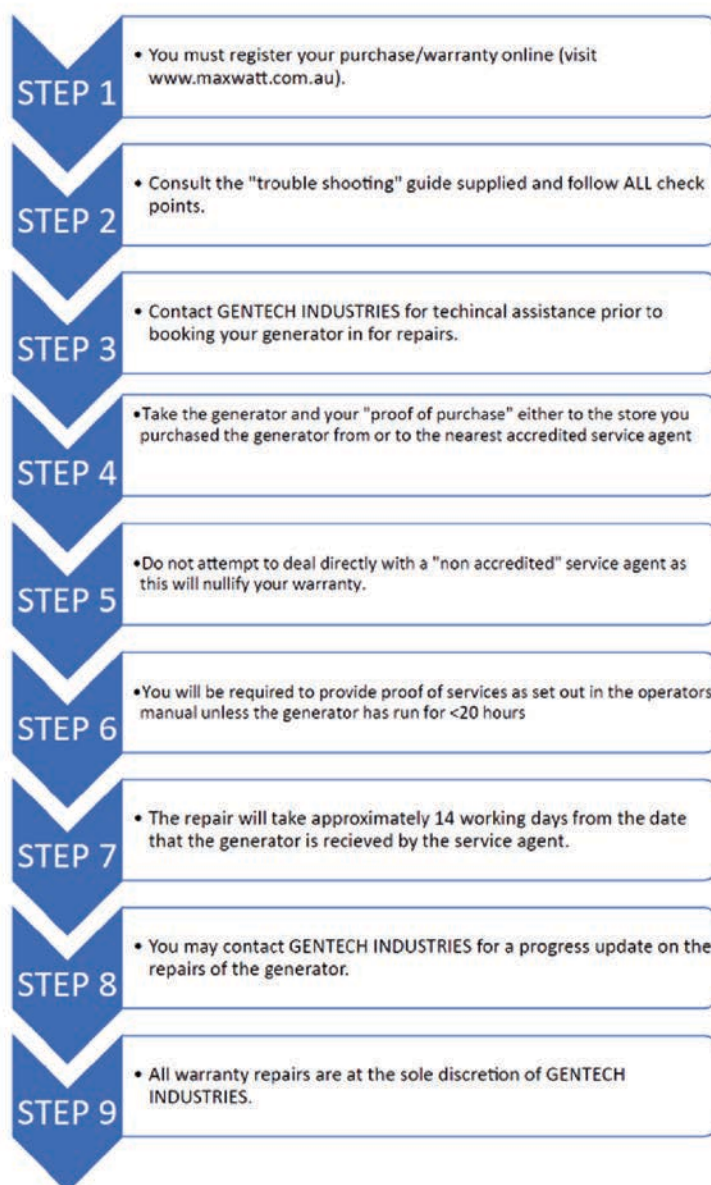 STEP 1
• You must register your purchase/warranty online (visit
www.maxwatt.com.au).
STEP 2
• Consult the "trouble shooting" guide supplied and follow ALL check
points.
STEP 3
• Contact GENTECH INDUSTRIES for techincal assistance prior to
booking your generator in for repairs.
STEP 4
•Take the generator and your "proof of purchase" either to the store you
purchased the generator from or to the nearest accredited service agent
STEP 5
•Do not attempt to deal directly with a "non accredited" service agent as
this will nullify your warranty.
STEP 6
•You will be required to provide proof of services as set out in the operators
manual unless the generator has run for <20 hours
STEP 7
• The repair will take approximately 14 working days from the date
that the generator is recieved by the service agent.
STEP 8
• You may contact GENTECH INDUSTRIES for a progress update on the
repairs of the generator.
STEP 9
• All warranty repairs are at the sole discretion of GENTECH
INDUSTRIES.